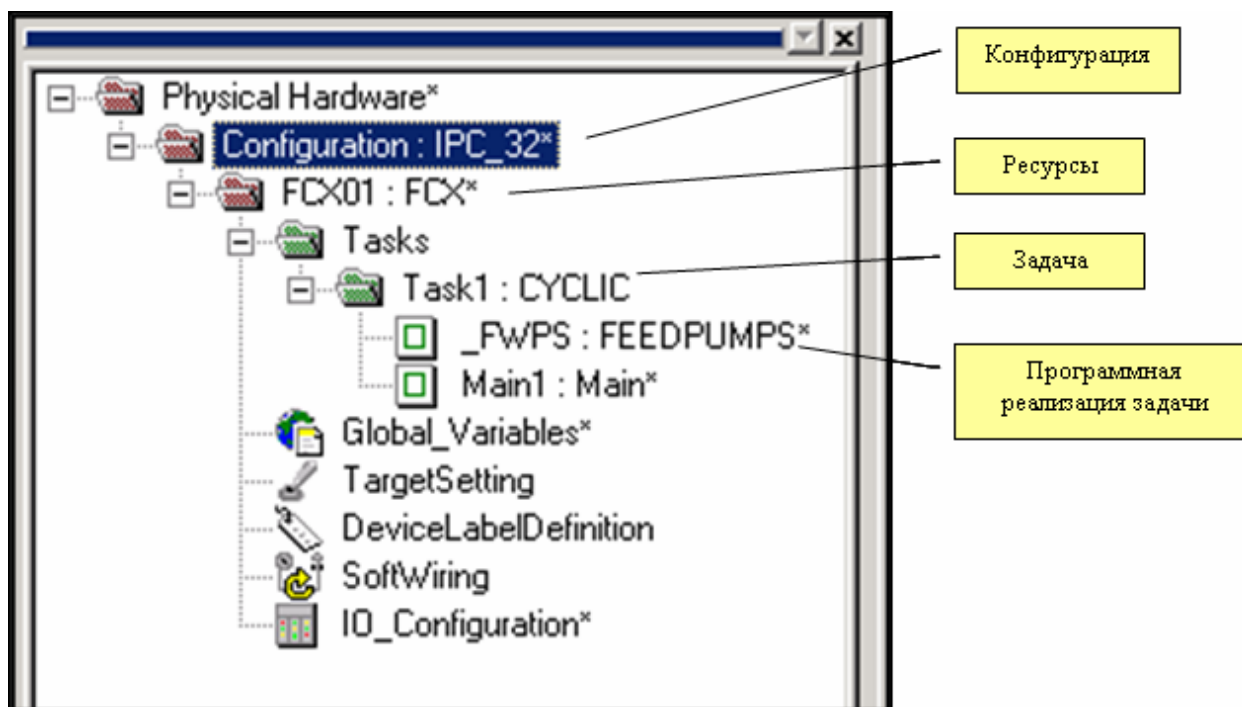 Physical Hardware*
Configuration : IPC_32*
FCX01 : FCX*
Tasks
Task1 : CYCLIC
_FWPS : FEEDPUMPS*
Main1 : Main*
Global_Variables*
TargetSetting
DeviceLabelDefinition
SoftWiring
IO_Configuration*
Конфигурация
Ресурсы
Задача
Программная
реализация задачи